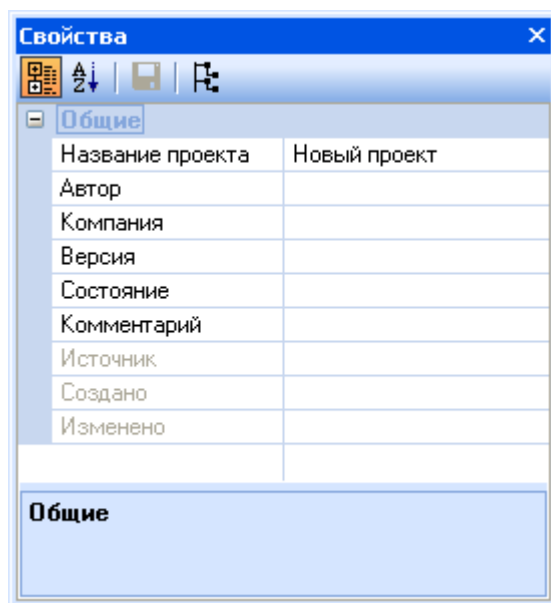 Свойства
Общие
Название проекта Новый проект
Автор
Компания
Версия
Состояние
Комментарий
Источник
Создано
Изменено
Общие